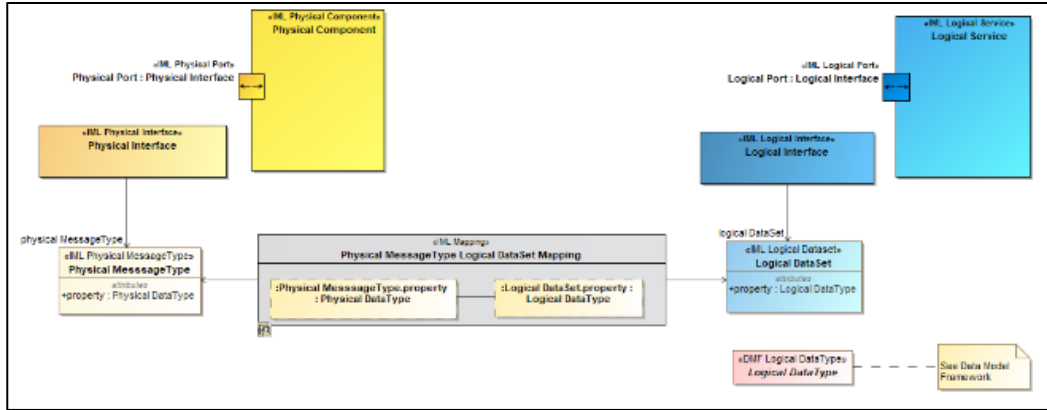 «IML Physical Component»
Physical Component
«IML Physical Port»
Physical Port : Physical Interface
«IML Logical Service»
Logical Service
«IML Logical Port»
Logical Port : Logical Interface
«IML Physical Interface»
Physical Interface
«IML Logical Interface»
Logical Interface
physical MessageType
«IML Physical MessageType»
Physical MesssageType
attributes
+property : Physical DataType
«IML Mapping»
Physical MessageType Logical DataSet Mapping
:Physical MesssageType.property
: Physical DataType
:Logical DataSet.property :
Logical DataType
logical DataSet
«IML Logical Dataset»
Logical DataSet
attributes
+property : Logical DataType
«DMF Logical DataType»
Logical DataType
See Data Model
Framework